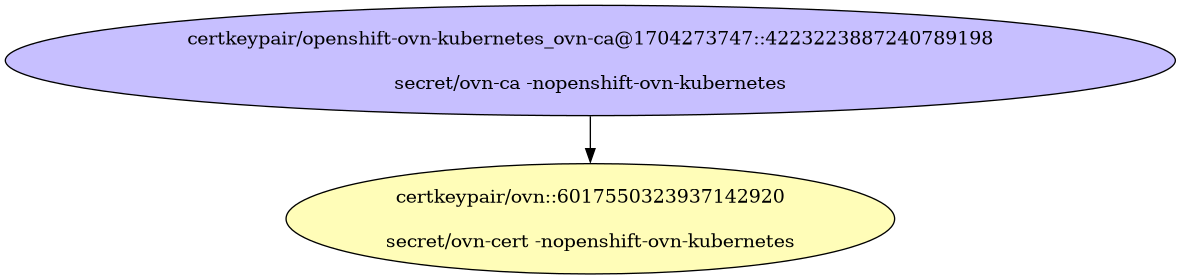 certkeypair/openshift-ovn-kubernetes_ovn-ca@1704273747::4223223887240789198
secret/ovn-ca -nopenshift-ovn-kubernetes
certkeypair/ovn::6017550323937142920
secret/ovn-cert -nopenshift-ovn-kubernetes